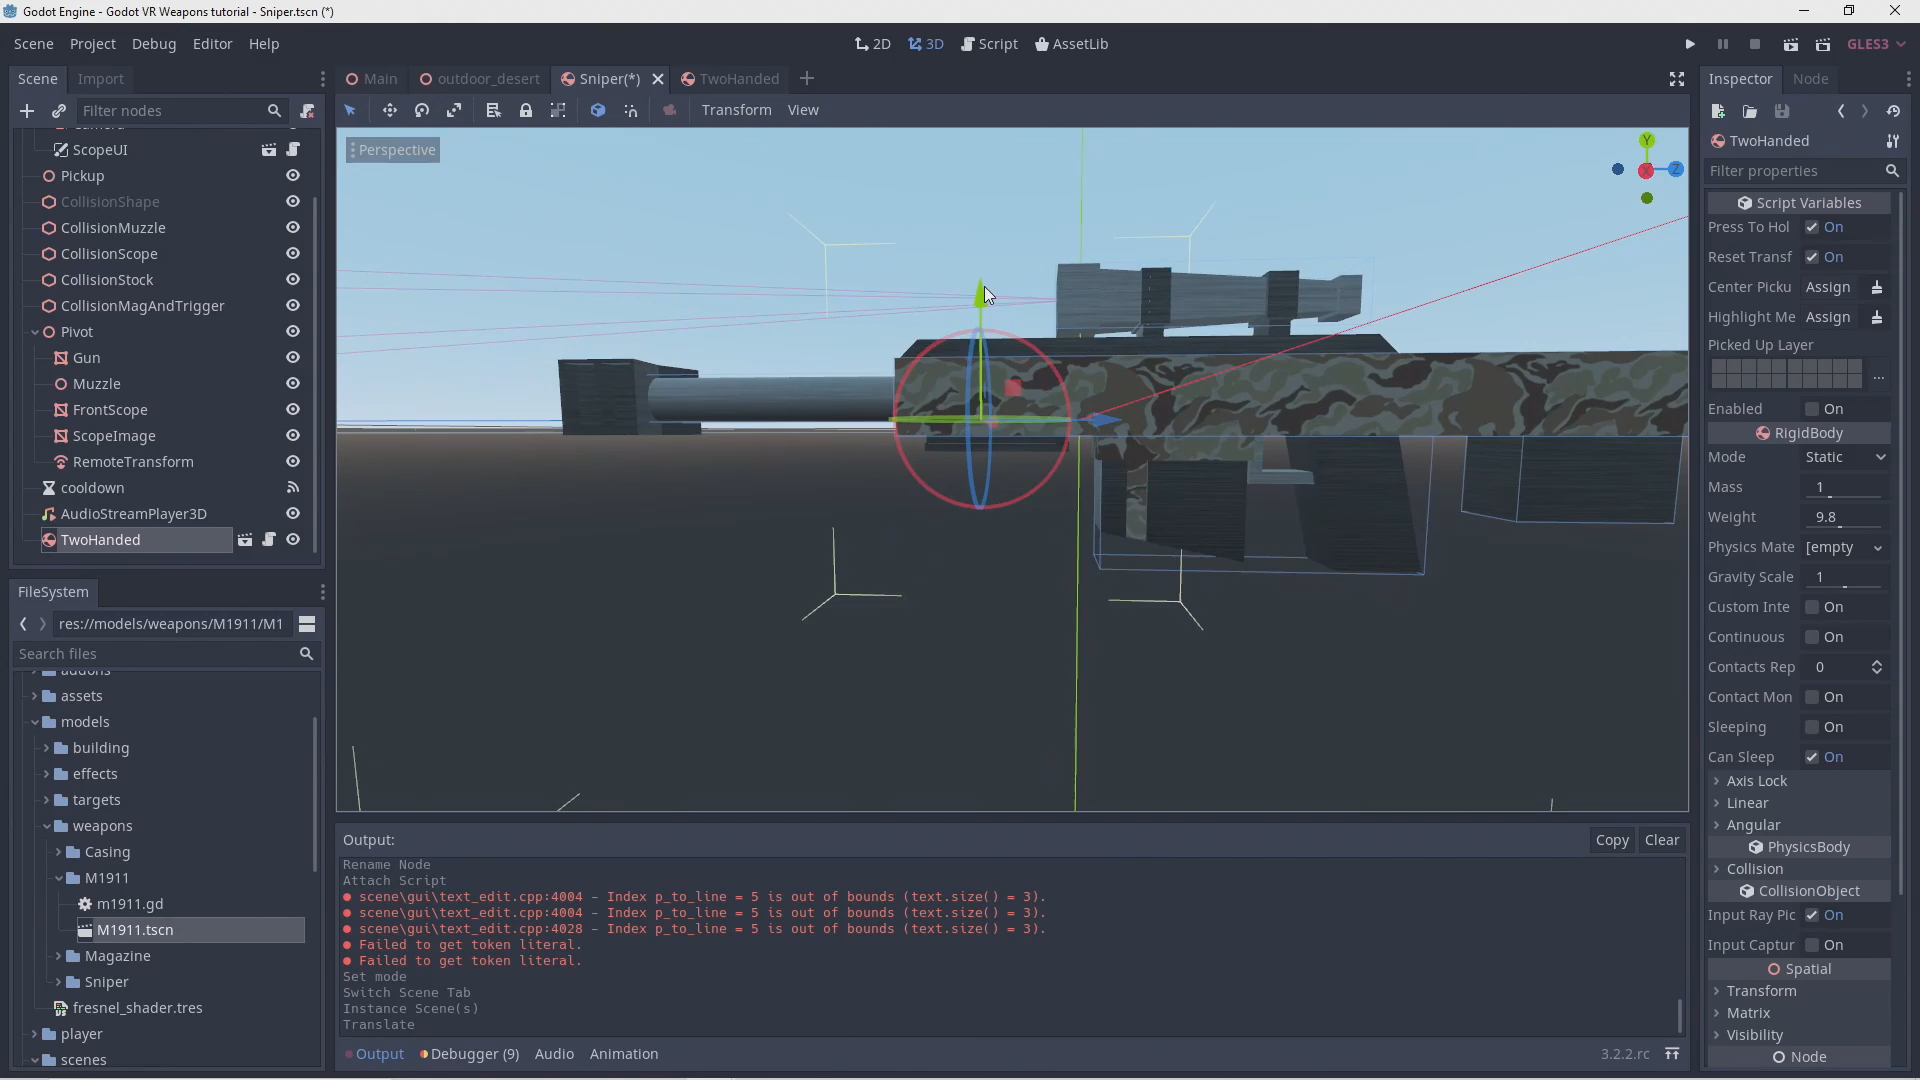 Godot Engine - Godot VR Weapons tutorial - Sniper.tscn (*)
Scene Project Debug Editor Help
2D 3D Script AssetLib
GLES3
Scene Import
Main outdoor_desert Sniper(*) TwoHanded
Inspector Node
Filter nodes
Transform View
Camera
ScopeUI
Pickup
CollisionShape
CollisionMuzzle
CollisionScope
CollisionStock
CollisionMagAndTrigger
Pivot
Gun
Muzzle
FrontScope
ScopeImage
RemoteTransform
cooldown
AudioStreamPlayer3D
TwoHanded
FileSystem
res://models/weapons/M1911/M1
Search files
addons
assets
models
building
effects
targets
weapons
Casing
M1911
m1911.gd
M1911.tscn
Magazine
Sniper
fresnel_shader.tres
player
scenes
Perspective
Y
X
Z
Output:
Copy Clear
Rename Node
Attach Script
scene\gui\text_edit.cpp:4004 - Index p_to_line = 5 is out of bounds (text.size() = 3).
scene\gui\text_edit.cpp:4004 - Index p_to_line = 5 is out of bounds (text.size() = 3).
scene\gui\text_edit.cpp:4028 - Index p_to_line = 5 is out of bounds (text.size() = 3).
Failed to get token literal.
Failed to get token literal.
Set mode
Switch Scene Tab
Instance Scene(s)
Translate
Output Debugger (9) Audio Animation
3.2.2.rc
TwoHanded
Filter properties
Script Variables
Press To Hol On
Reset Transf On
Center Picku Assign
Highlight Me Assign
Picked Up Layer
...
Enabled On
RigidBody
Mode Static
Mass 1
Weight 9.8
Physics Mate [empty
Gravity Scale 1
Custom Inte On
Continuous On
Contacts Rep 0
Contact Mon On
Sleeping On
Can Sleep On
Axis Lock
Linear
Angular
PhysicsBody
Collision
CollisionObject
Input Ray Pic On
Input Captur On
Spatial
Transform
Matrix
Visibility
Node